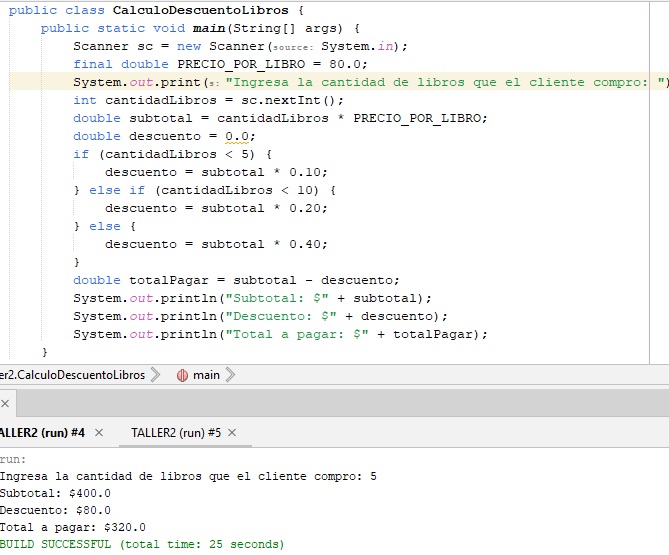 public class CalculoDescuentoLibros {
public static void main(String[] args) {
Scanner sc = new Scanner(source: System.in);
final double PRECIO_POR_LIBRO = 80.0;
System.out.print(s: "Ingresa la cantidad de libros que el cliente compro: ")
int cantidadLibros = sc.nextInt();
double subtotal = cantidadLibros * PRECIO_POR_LIBRO;
double descuento = 0.0;
if (cantidadLibros < 5) {
descuento = subtotal * 0.10;
} else if (cantidadLibros < 10) {
descuento = subtotal * 0.20;
} else {
descuento = subtotal * 0.40;
}
double totalPagar = subtotal - descuento;
System.out.println("Subtotal: $" + subtotal);
System.out.println("Descuento: $" + descuento);
System.out.println("Total a pagar: $" + totalPagar);
}
er2.CalculoDescuentoLibros main
ALLER2 (run) #4 TALLER2 (run) #5
run:
Ingresa la cantidad de libros que el cliente compro: 5
Subtotal: $400.0
Descuento: $80.0
Total a pagar: $320.0
BUILD SUCCESSFUL (total time: 25 seconds)